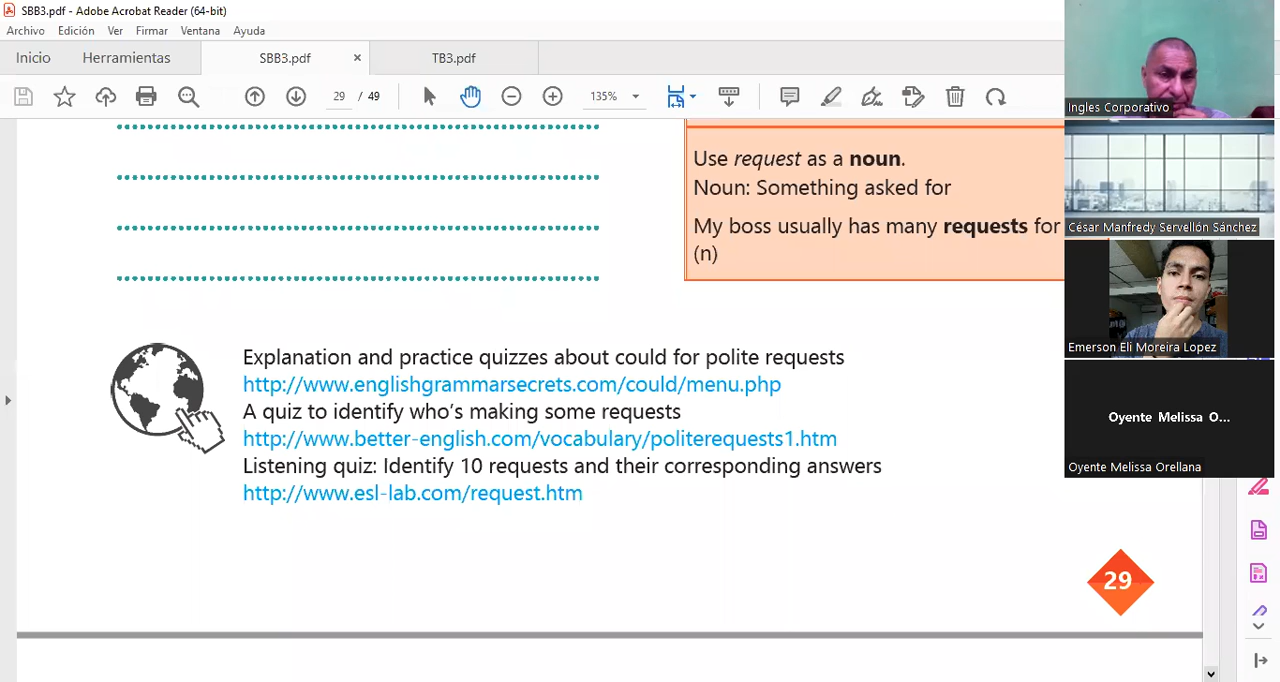 SBB3.pdf - Adobe Acrobat Reader (64-bit)
Archivo Edición Ver Firmar Ventana Ayuda
Inicio Herramientas SBB3.pdf × TB3.pdf
29 / 49 135%
Use request as a noun.
Noun: Something asked for
My boss usually has many requests for
(n)
Explanation and practice quizzes about could for polite requests
http://www.englishgrammarsecrets.com/could/menu.php
A quiz to identify who's making some requests
http://www.better-english.com/vocabulary/politerequests1.htm
Listening quiz: Identify 10 requests and their corresponding answers
http://www.esl-lab.com/request.htm
29
Ingles Corporativo
César Manfredy Servellón Sánchez
Emerson Eli Moreira Lopez
Oyente Melissa O...
Oyente Melissa Orellana